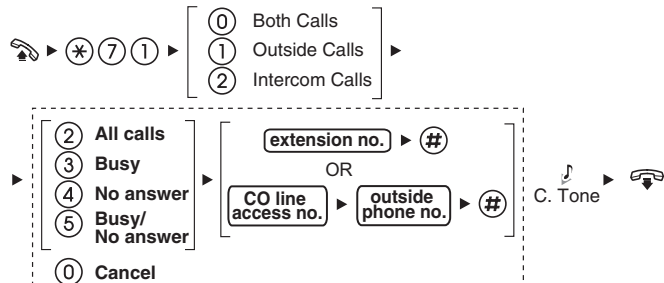 0 Both Calls
* 7 1 1 Outside Calls
2 Intercom Calls
2 All calls
3 Busy
4 No answer
5 Busy/
No answer
0 Cancel
extension no. #
OR
CO line
access no.
outside
phone no. #
C. Tone